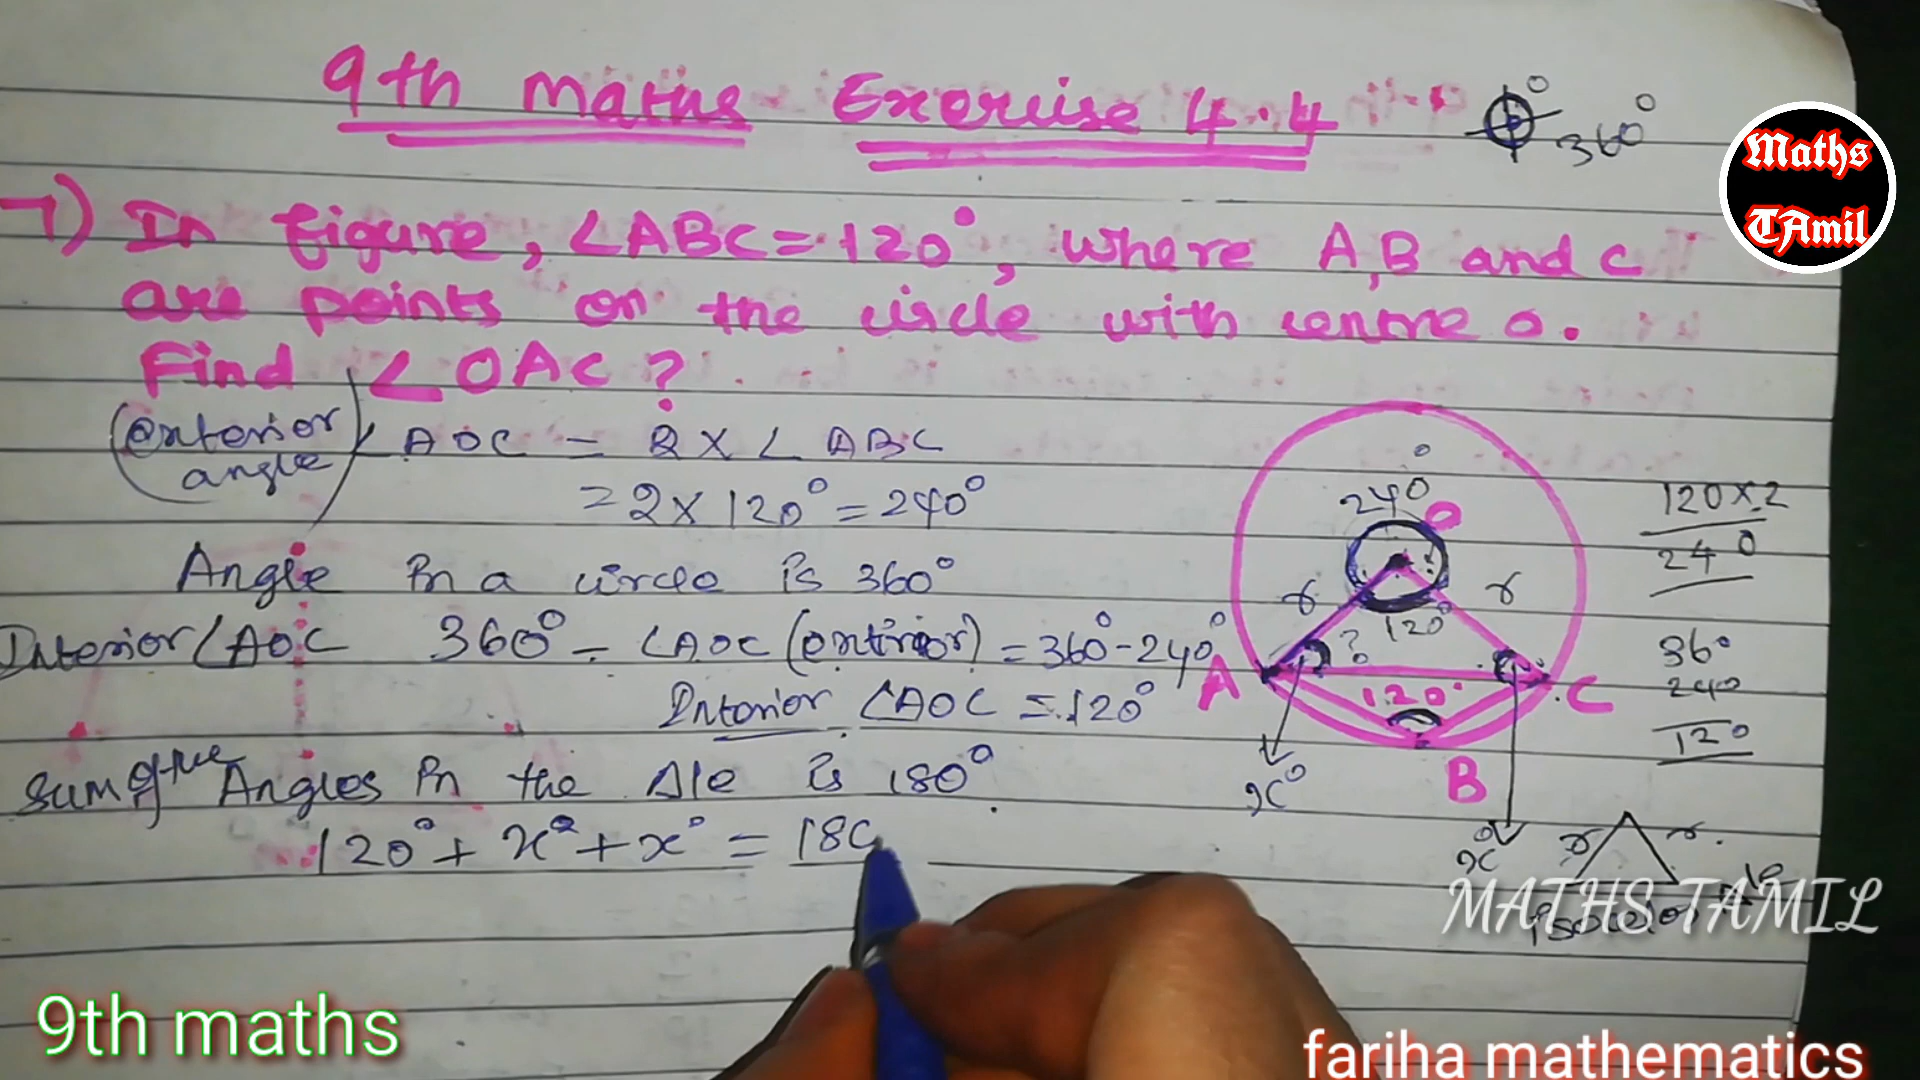 9th maths Exercise 4.4
360°
Maths
TAmil
7) In figure, ∠ABC = 120°, where A, B and C
are points on the circle with centre o.
Find ∠OAC?
(exterior angle) ∠AOC = 2 × ∠ABC
= 2 × 120° = 240°
Angle in a circle is 360°
Interior ∠AOC 360° - ∠AOC (exterior) = 360° - 240°
Interior ∠AOC = 120°
Sum of the Angles in the Δle is 180°
120° + x° + x° = 180
240°
O
r
r
120°
?
A
120°
C
B
x°
x°
120 × 2
240
360
240
120
r
r
Δle
MATHS TAMIL
9th maths
fariha mathematics